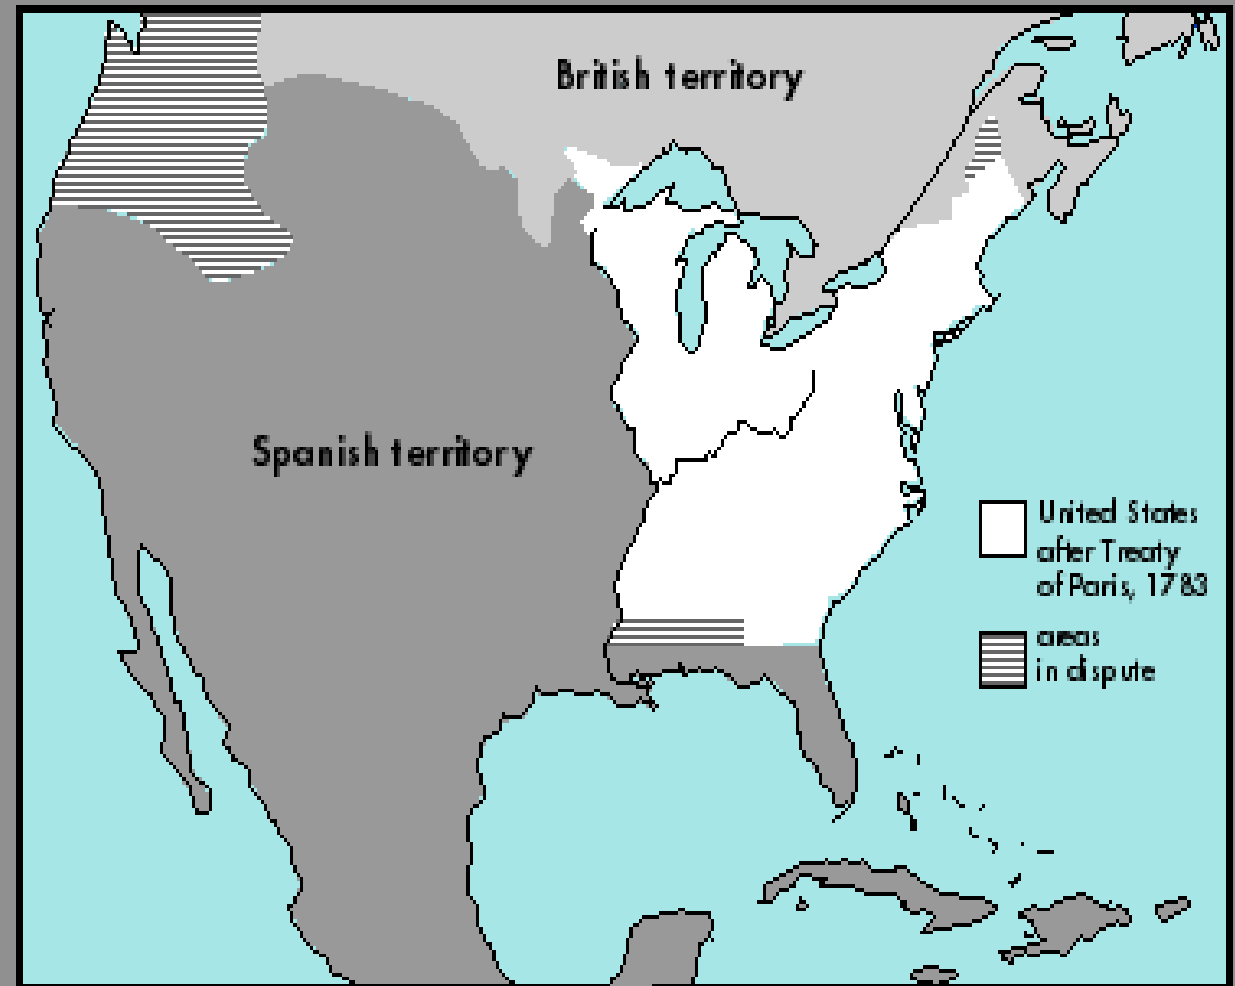 British territory
Spanish territory
United States
after Treaty
of Paris, 1783
areas
in dispute